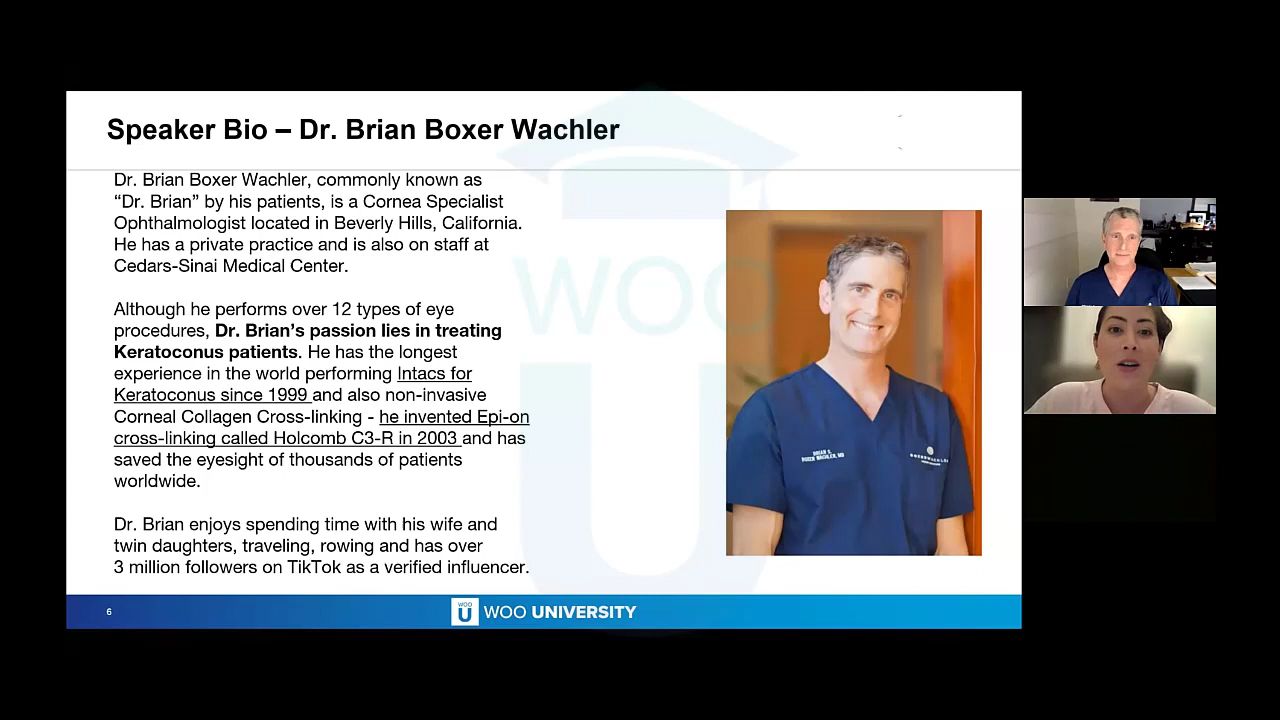 Speaker Bio – Dr. Brian Boxer Wachler
Dr. Brian Boxer Wachler, commonly known as
“Dr. Brian” by his patients, is a Cornea Specialist
Ophthalmologist located in Beverly Hills, California.
He has a private practice and is also on staff at
Cedars-Sinai Medical Center.
Although he performs over 12 types of eye
procedures, Dr. Brian’s passion lies in treating
Keratoconus patients. He has the longest
experience in the world performing Intacs for
Keratoconus since 1999 and also non-invasive
Corneal Collagen Cross-linking - he invented Epi-on
cross-linking called Holcomb C3-R in 2003 and has
saved the eyesight of thousands of patients
worldwide.
Dr. Brian enjoys spending time with his wife and
twin daughters, traveling, rowing and has over
3 million followers on TikTok as a verified influencer.
WOO
U
BRIAN S.
BOXER WACHLER, MD
6
WOO
U
WOO UNIVERSITY